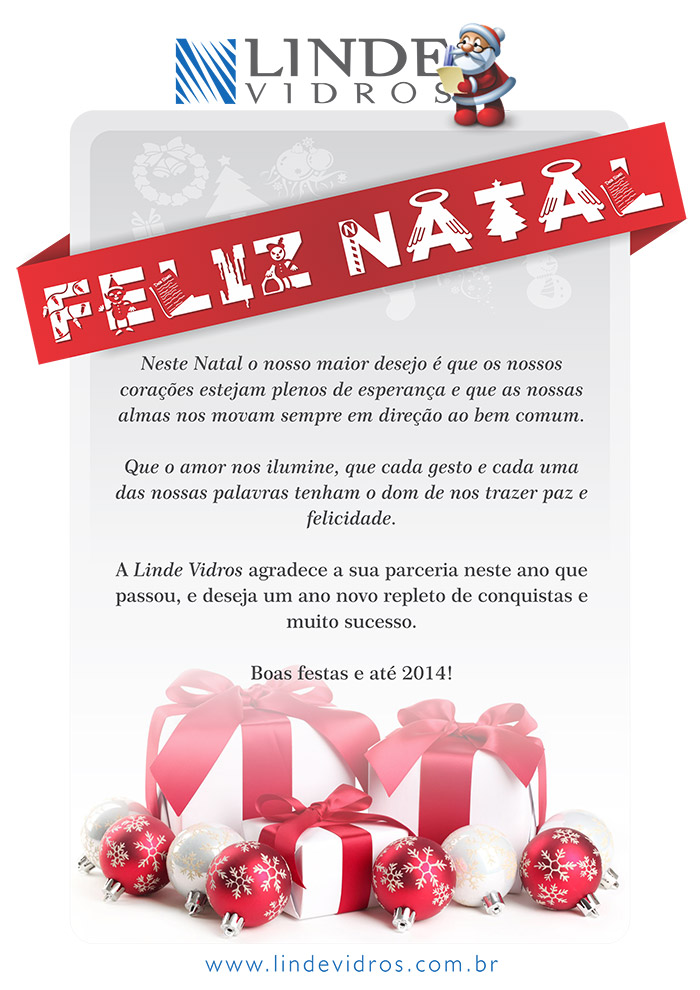 LINDE
VIDROS
FELIZ NATAL
Neste Natal o nosso maior desejo é que os nossos
corações estejam plenos de esperança e que as nossas
almas nos movam sempre em direção ao bem comum.
Que o amor nos ilumine, que cada gesto e cada uma
das nossas palavras tenham o dom de nos trazer paz e
felicidade.
A Linde Vidros agradece a sua parceria neste ano que
passou, e deseja um ano novo repleto de conquistas e
muito sucesso.
Boas festas e até 2014!
www.lindevidros.com.br